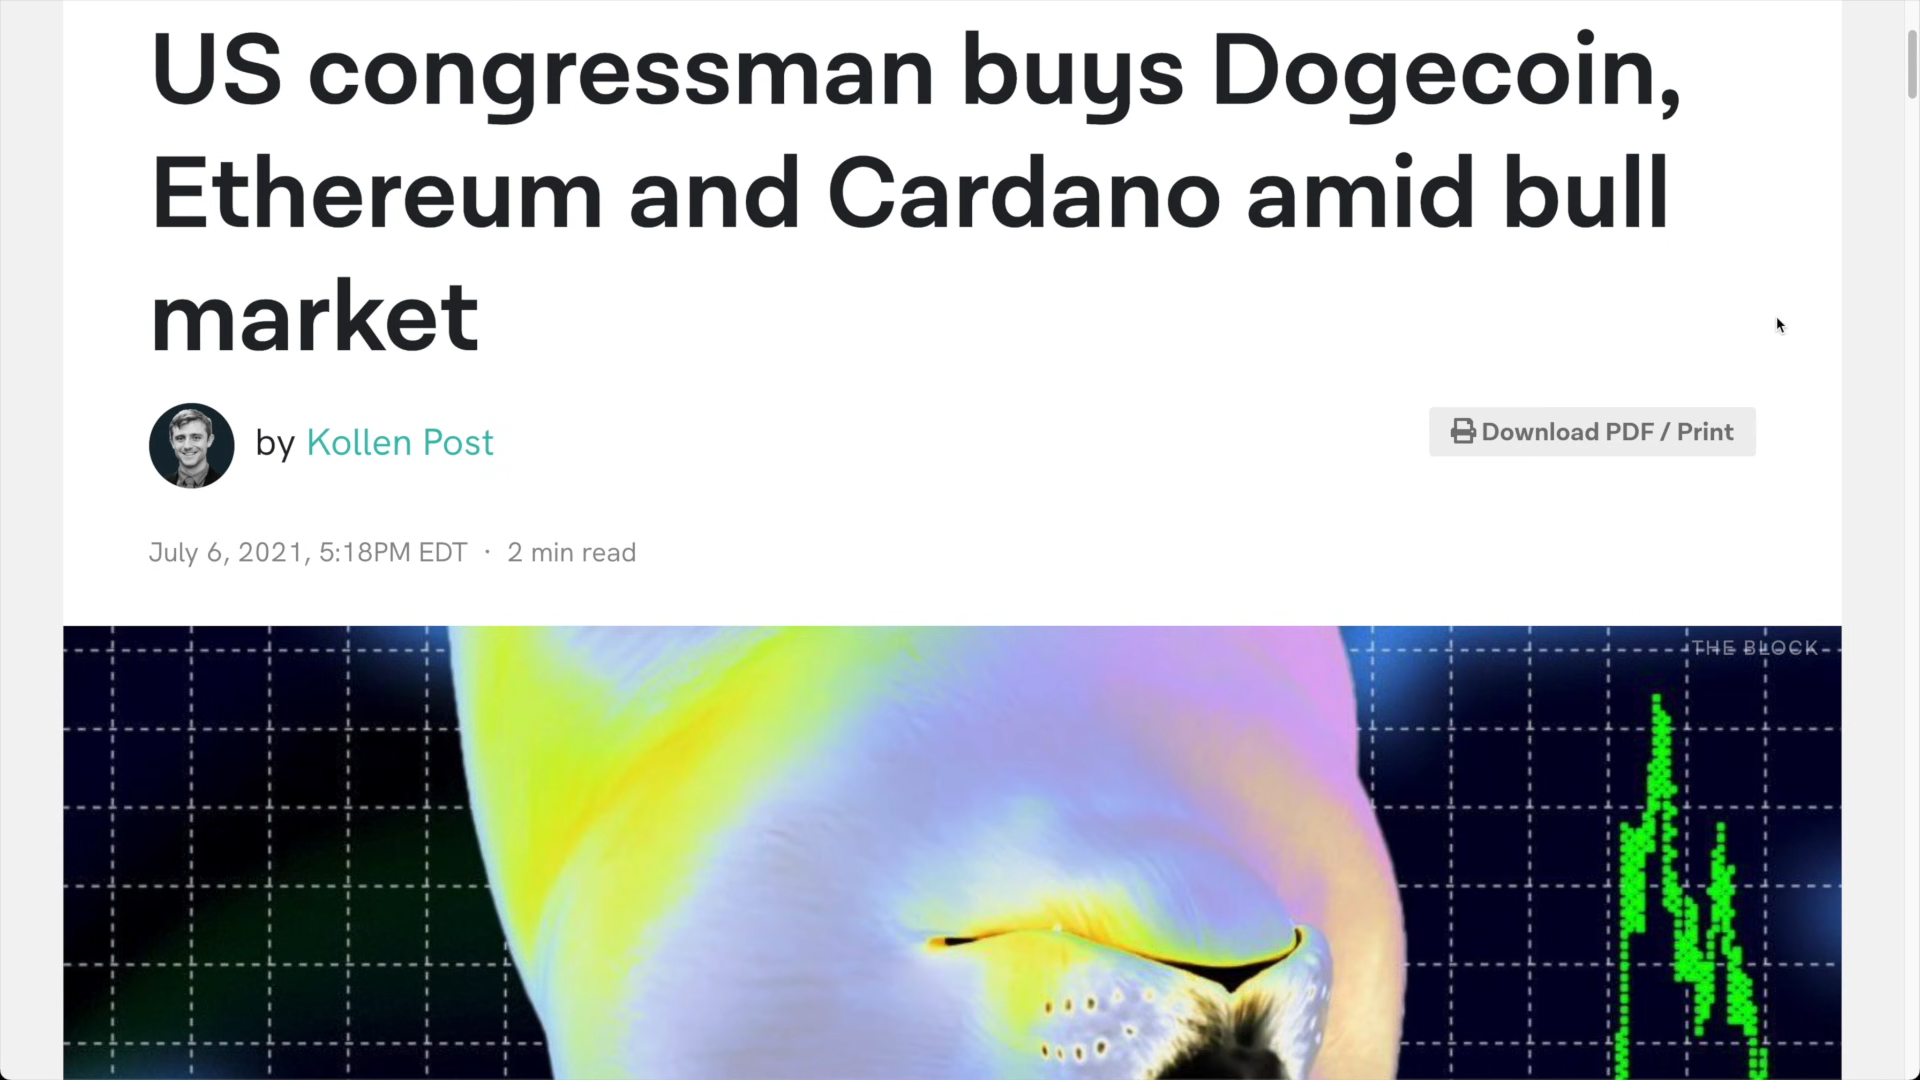 US congressman buys Dogecoin,
Ethereum and Cardano amid bull
market
by Kollen Post
Download PDF / Print
July 6, 2021, 5:18PM EDT · 2 min read
THE BLOCK